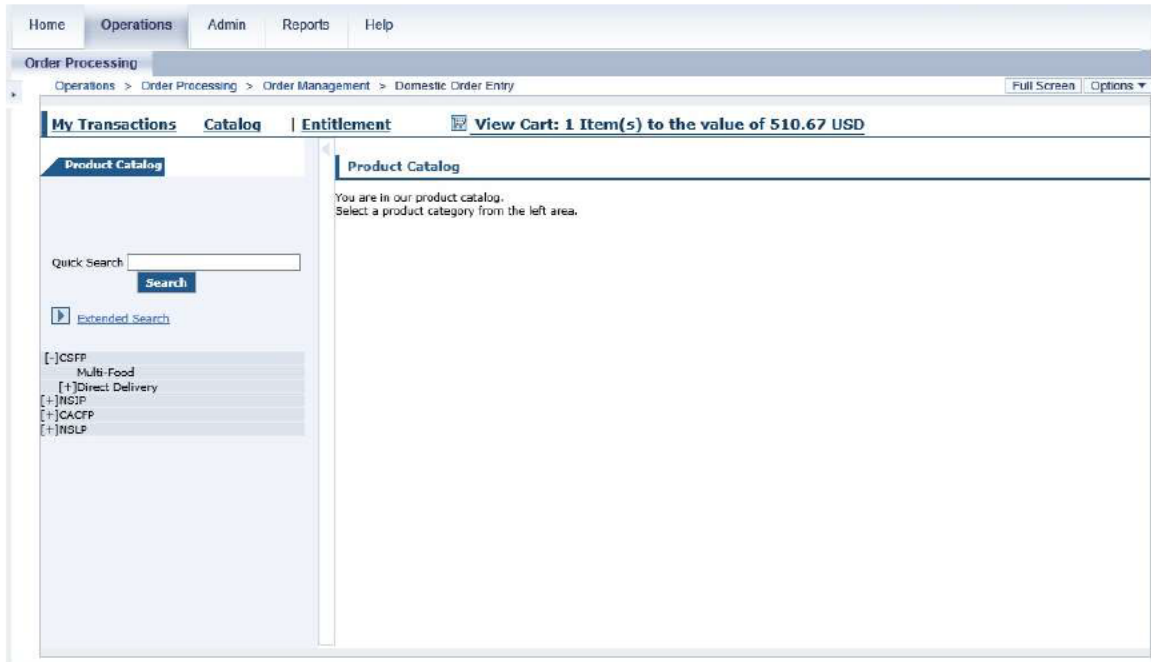 Home Operations Admin Reports Help
Order Processing
Operations > Order Processing > Order Management > Domestic Order Entry Full Screen Options
My Transactions Catalog | Entitlement View Cart: 1 Item(s) to the value of 510.67 USD
Product Catalog
Product Catalog
You are in our product catalog.
Select a product category from the left area.
Quick Search
Search
Extended Search
[-]CSFP
Multi-Food
[+]Direct Delivery
[+]NSIP
[+]CACFP
[+]NSLP